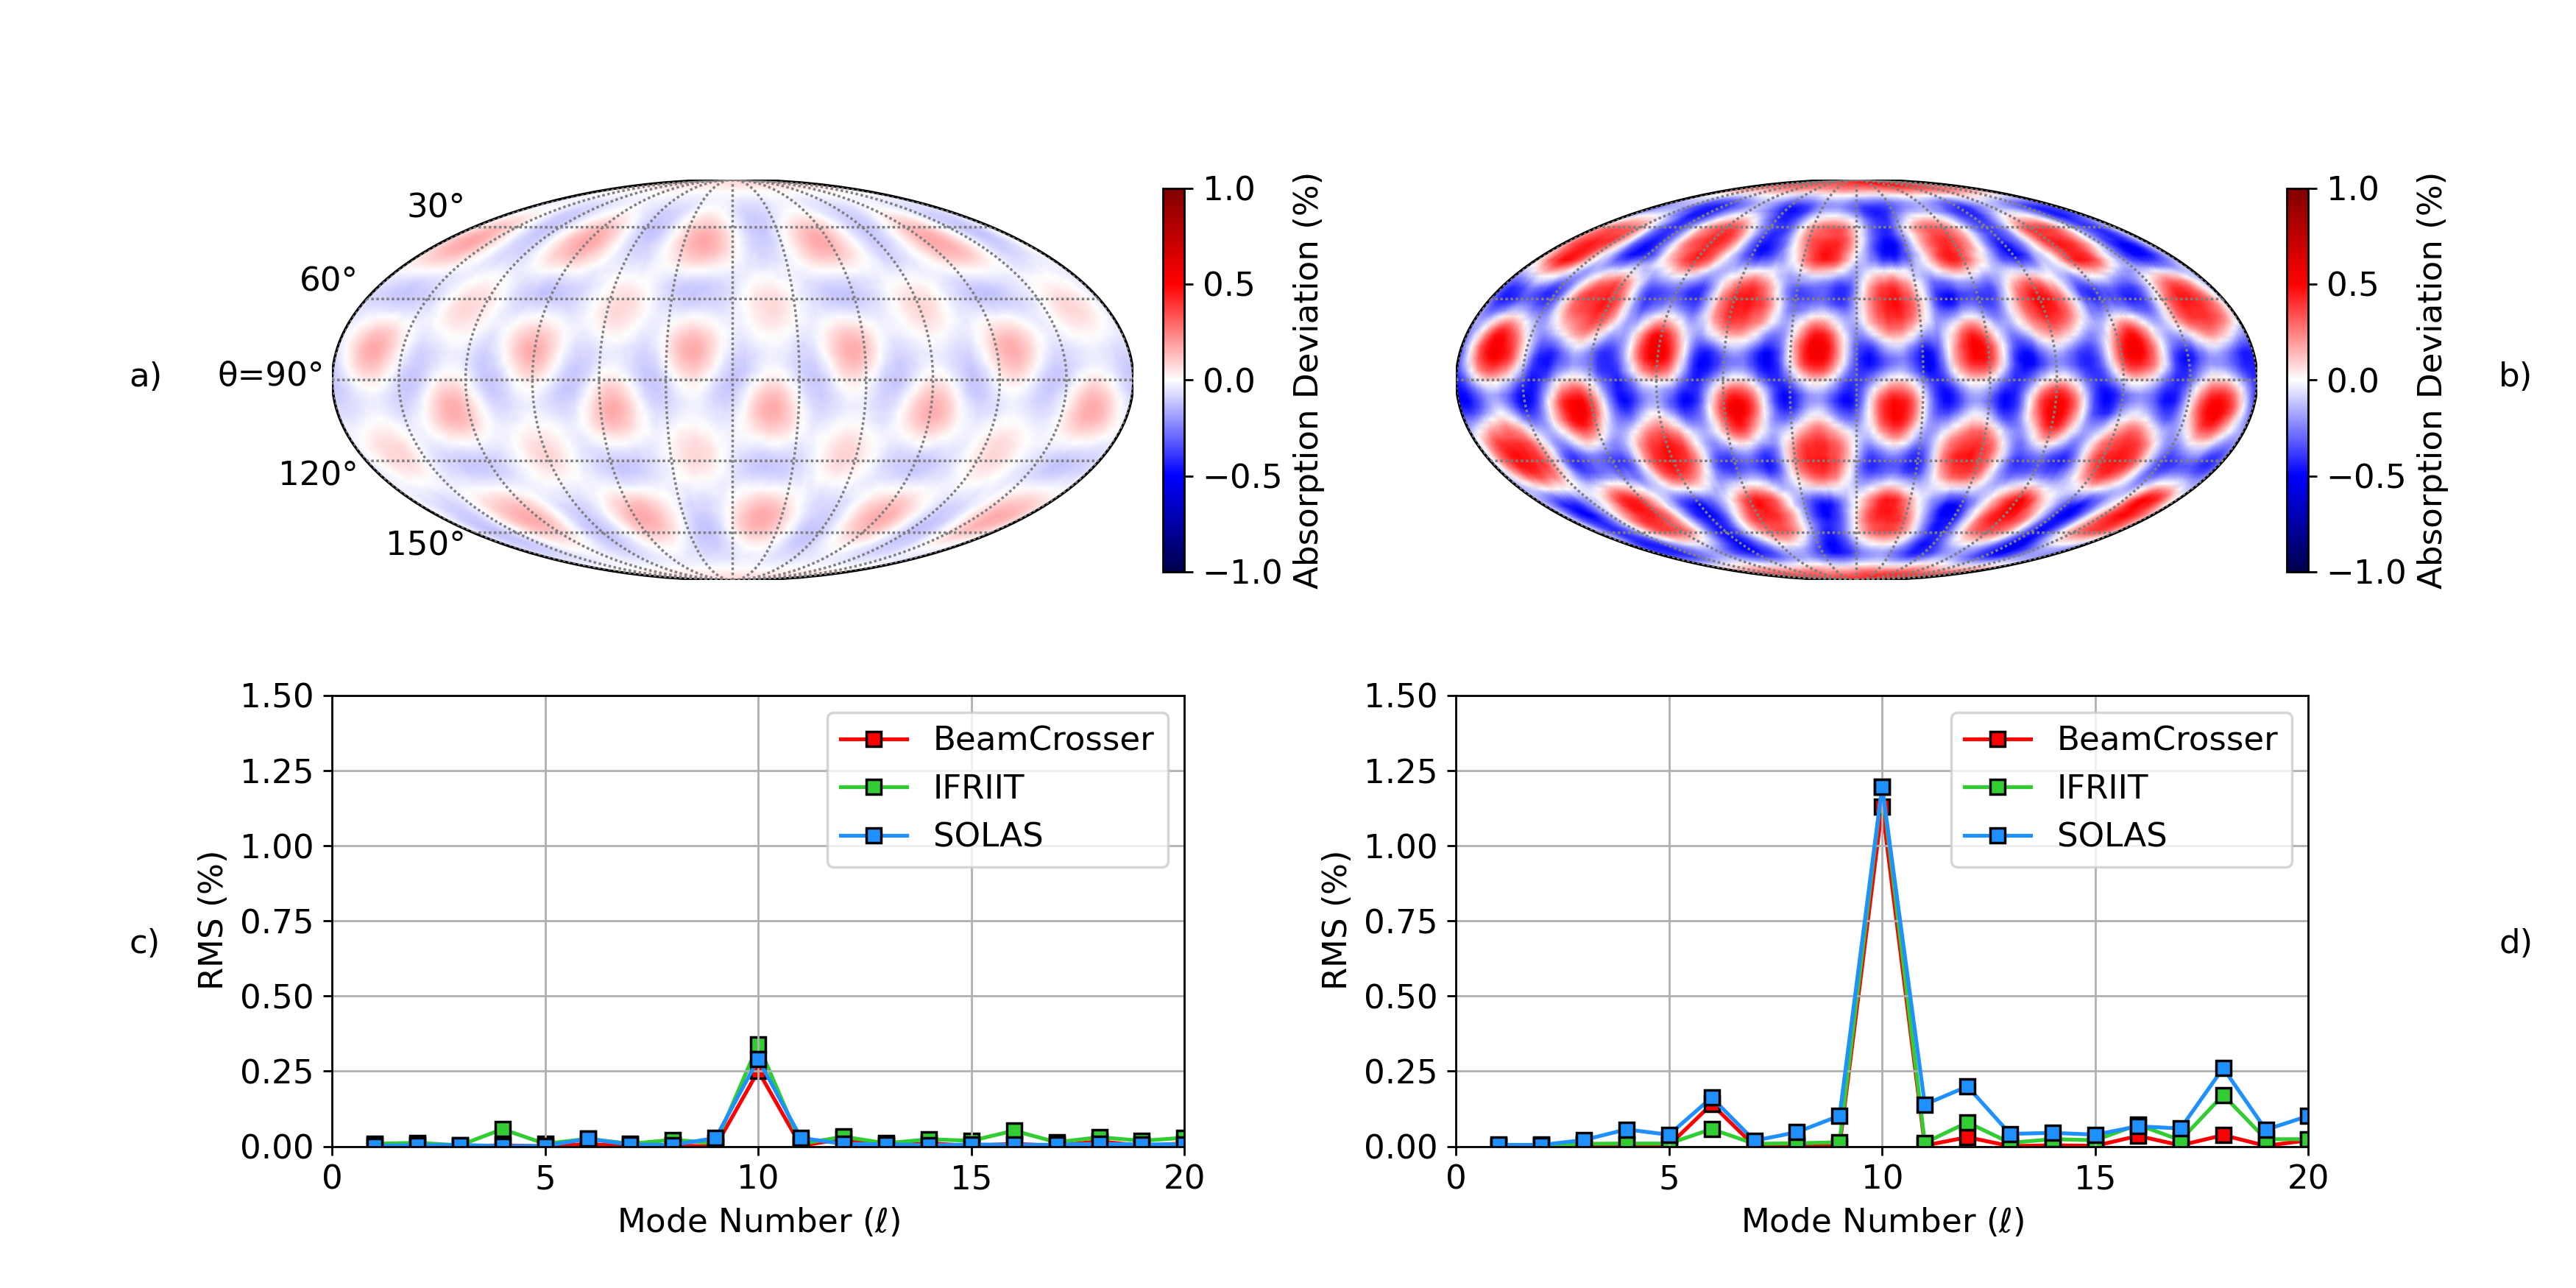 a)
30°
60°
θ=90°
120°
150°
1.0
0.5
0.0
−0.5
−1.0
Absorption Deviation (%)
1.0
0.5
0.0
−0.5
−1.0
Absorption Deviation (%)
b)
c)
RMS (%)
1.50
1.25
1.00
0.75
0.50
0.25
0.00
0 5 10 15 20
Mode Number (ℓ)
BeamCrosser
IFRIIT
SOLAS
RMS (%)
1.50
1.25
1.00
0.75
0.50
0.25
0.00
0 5 10 15 20
Mode Number (ℓ)
BeamCrosser
IFRIIT
SOLAS
d)